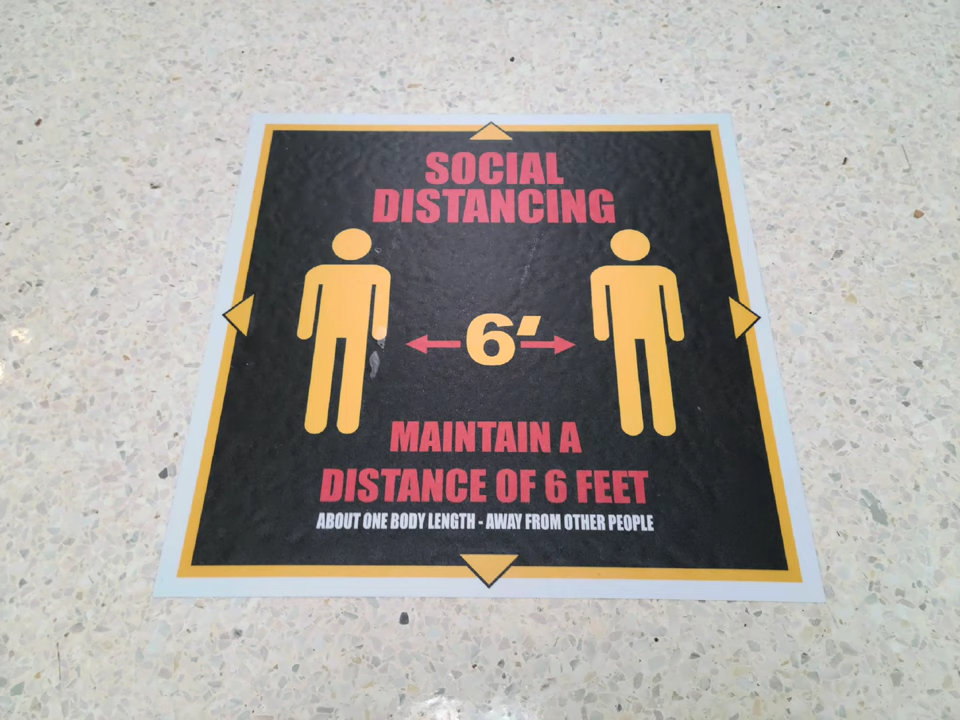 SOCIAL
DISTANCING
6'
MAINTAIN A
DISTANCE OF 6 FEET
ABOUT ONE BODY LENGTH - AWAY FROM OTHER PEOPLE